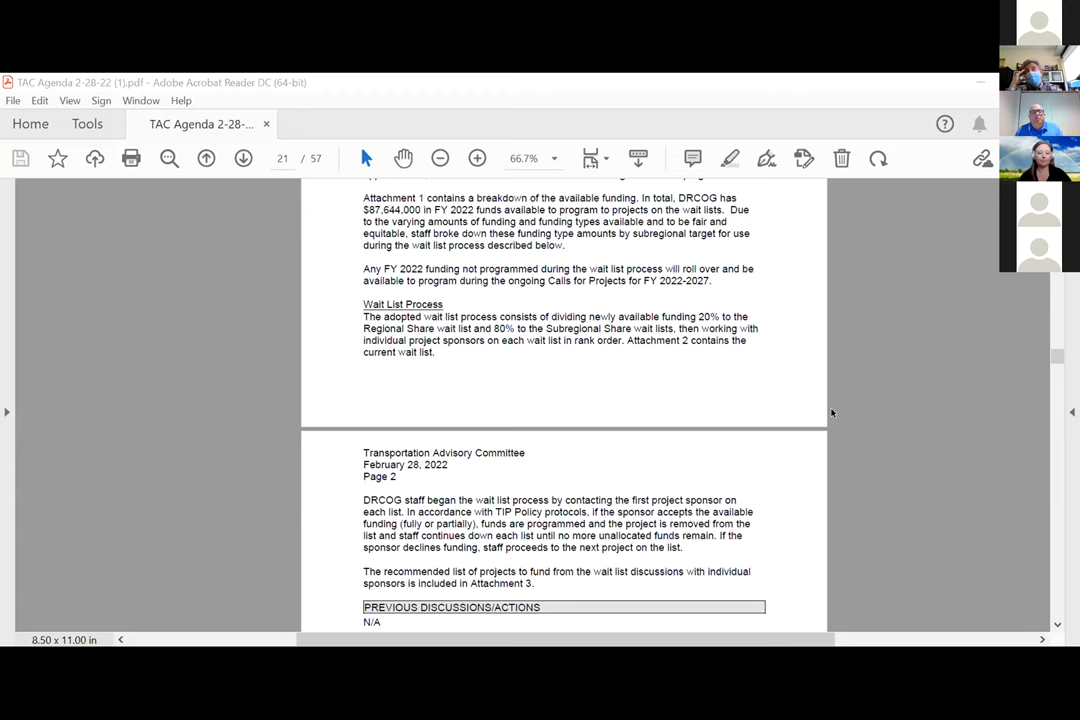 TAC Agenda 2-28-22 (1).pdf - Adobe Acrobat Reader DC (64-bit)
File Edit View Sign Window Help
Home Tools TAC Agenda 2-28-... ×
21 / 57 66.7%
Attachment 1 contains a breakdown of the available funding. In total, DRCOG has
$87,644,000 in FY 2022 funds available to program to projects on the wait lists. Due
to the varying amounts of funding and funding types available and to be fair and
equitable, staff broke down these funding type amounts by subregional target for use
during the wait list process described below.
Any FY 2022 funding not programmed during the wait list process will roll over and be
available to program during the ongoing Calls for Projects for FY 2022-2027.
Wait List Process
The adopted wait list process consists of dividing newly available funding 20% to the
Regional Share wait list and 80% to the Subregional Share wait lists, then working with
individual project sponsors on each wait list in rank order. Attachment 2 contains the
current wait list.
Transportation Advisory Committee
February 28, 2022
Page 2
DRCOG staff began the wait list process by contacting the first project sponsor on
each list. In accordance with TIP Policy protocols, if the sponsor accepts the available
funding (fully or partially), funds are programmed and the project is removed from the
list and staff continues down each list until no more unallocated funds remain. If the
sponsor declines funding, staff proceeds to the next project on the list.
The recommended list of projects to fund from the wait list discussions with individual
sponsors is included in Attachment 3.
PREVIOUS DISCUSSIONS/ACTIONS
N/A
8.50 x 11.00 in